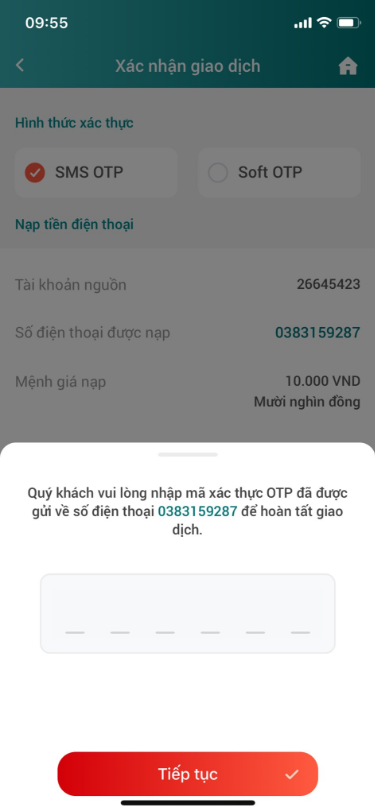 09:55
Xác nhận giao dịch
Hình thức xác thực
SMS OTP
Soft OTP
Nạp tiền điện thoại
Tài khoản nguồn 26645423
Số điện thoại được nạp 0383159287
Mệnh giá nạp 10.000 VND
Mười nghìn đồng
Quý khách vui lòng nhập mã xác thực OTP đã được
gửi về số điện thoại 0383159287 để hoàn tất giao
dịch.
Tiếp tục